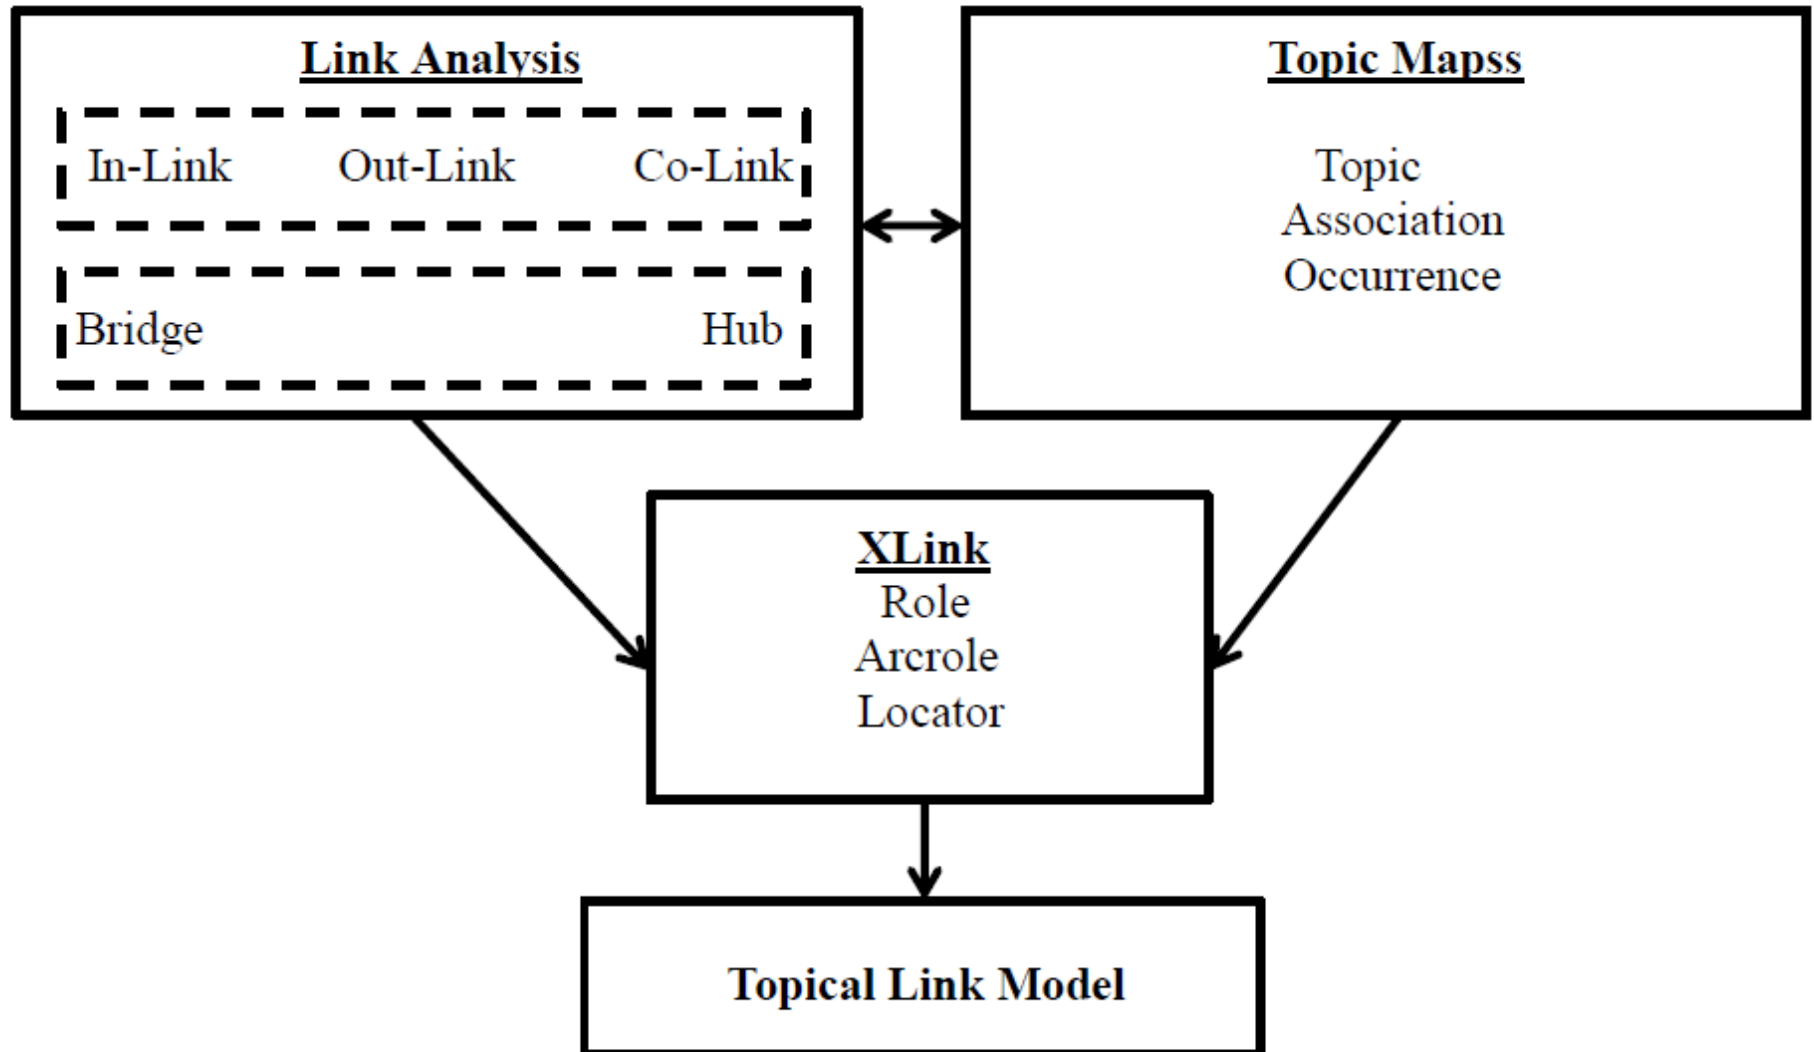 Link Analysis
In-Link Out-Link Co-Link
Bridge Hub
Topic Mapss
Topic
Association
Occurrence
XLink
Role
Arcrole
Locator
Topical Link Model